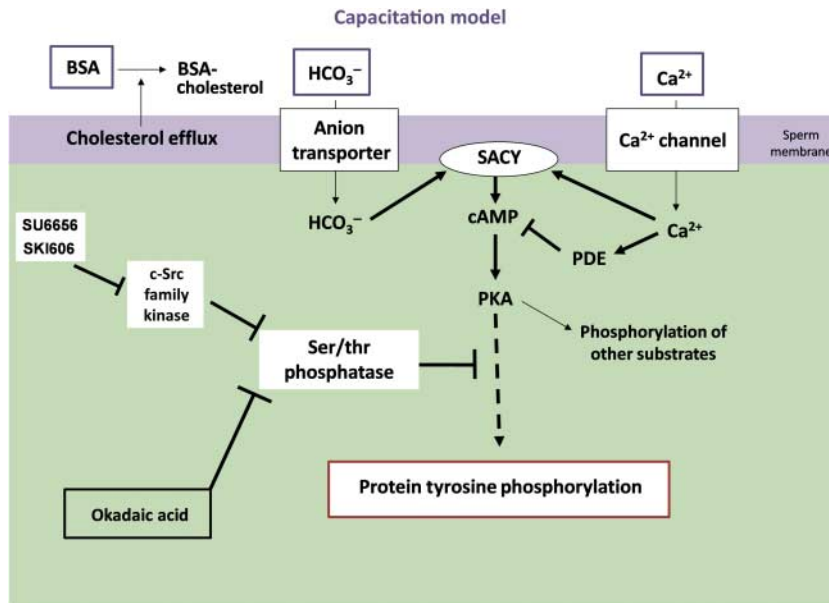 Capacitation model
BSA
BSA-
cholesterol
HCO₃⁻
Ca²⁺
Cholesterol efflux
Anion
transporter
SACY
Ca²⁺ channel
Sperm
membrane
HCO₃⁻
cAMP
Ca²⁺
PDE
SU6656
SKI606
c-Src
family
kinase
PKA
Phosphorylation of
other substrates
Ser/thr
phosphatase
Protein tyrosine phosphorylation
Okadaic acid